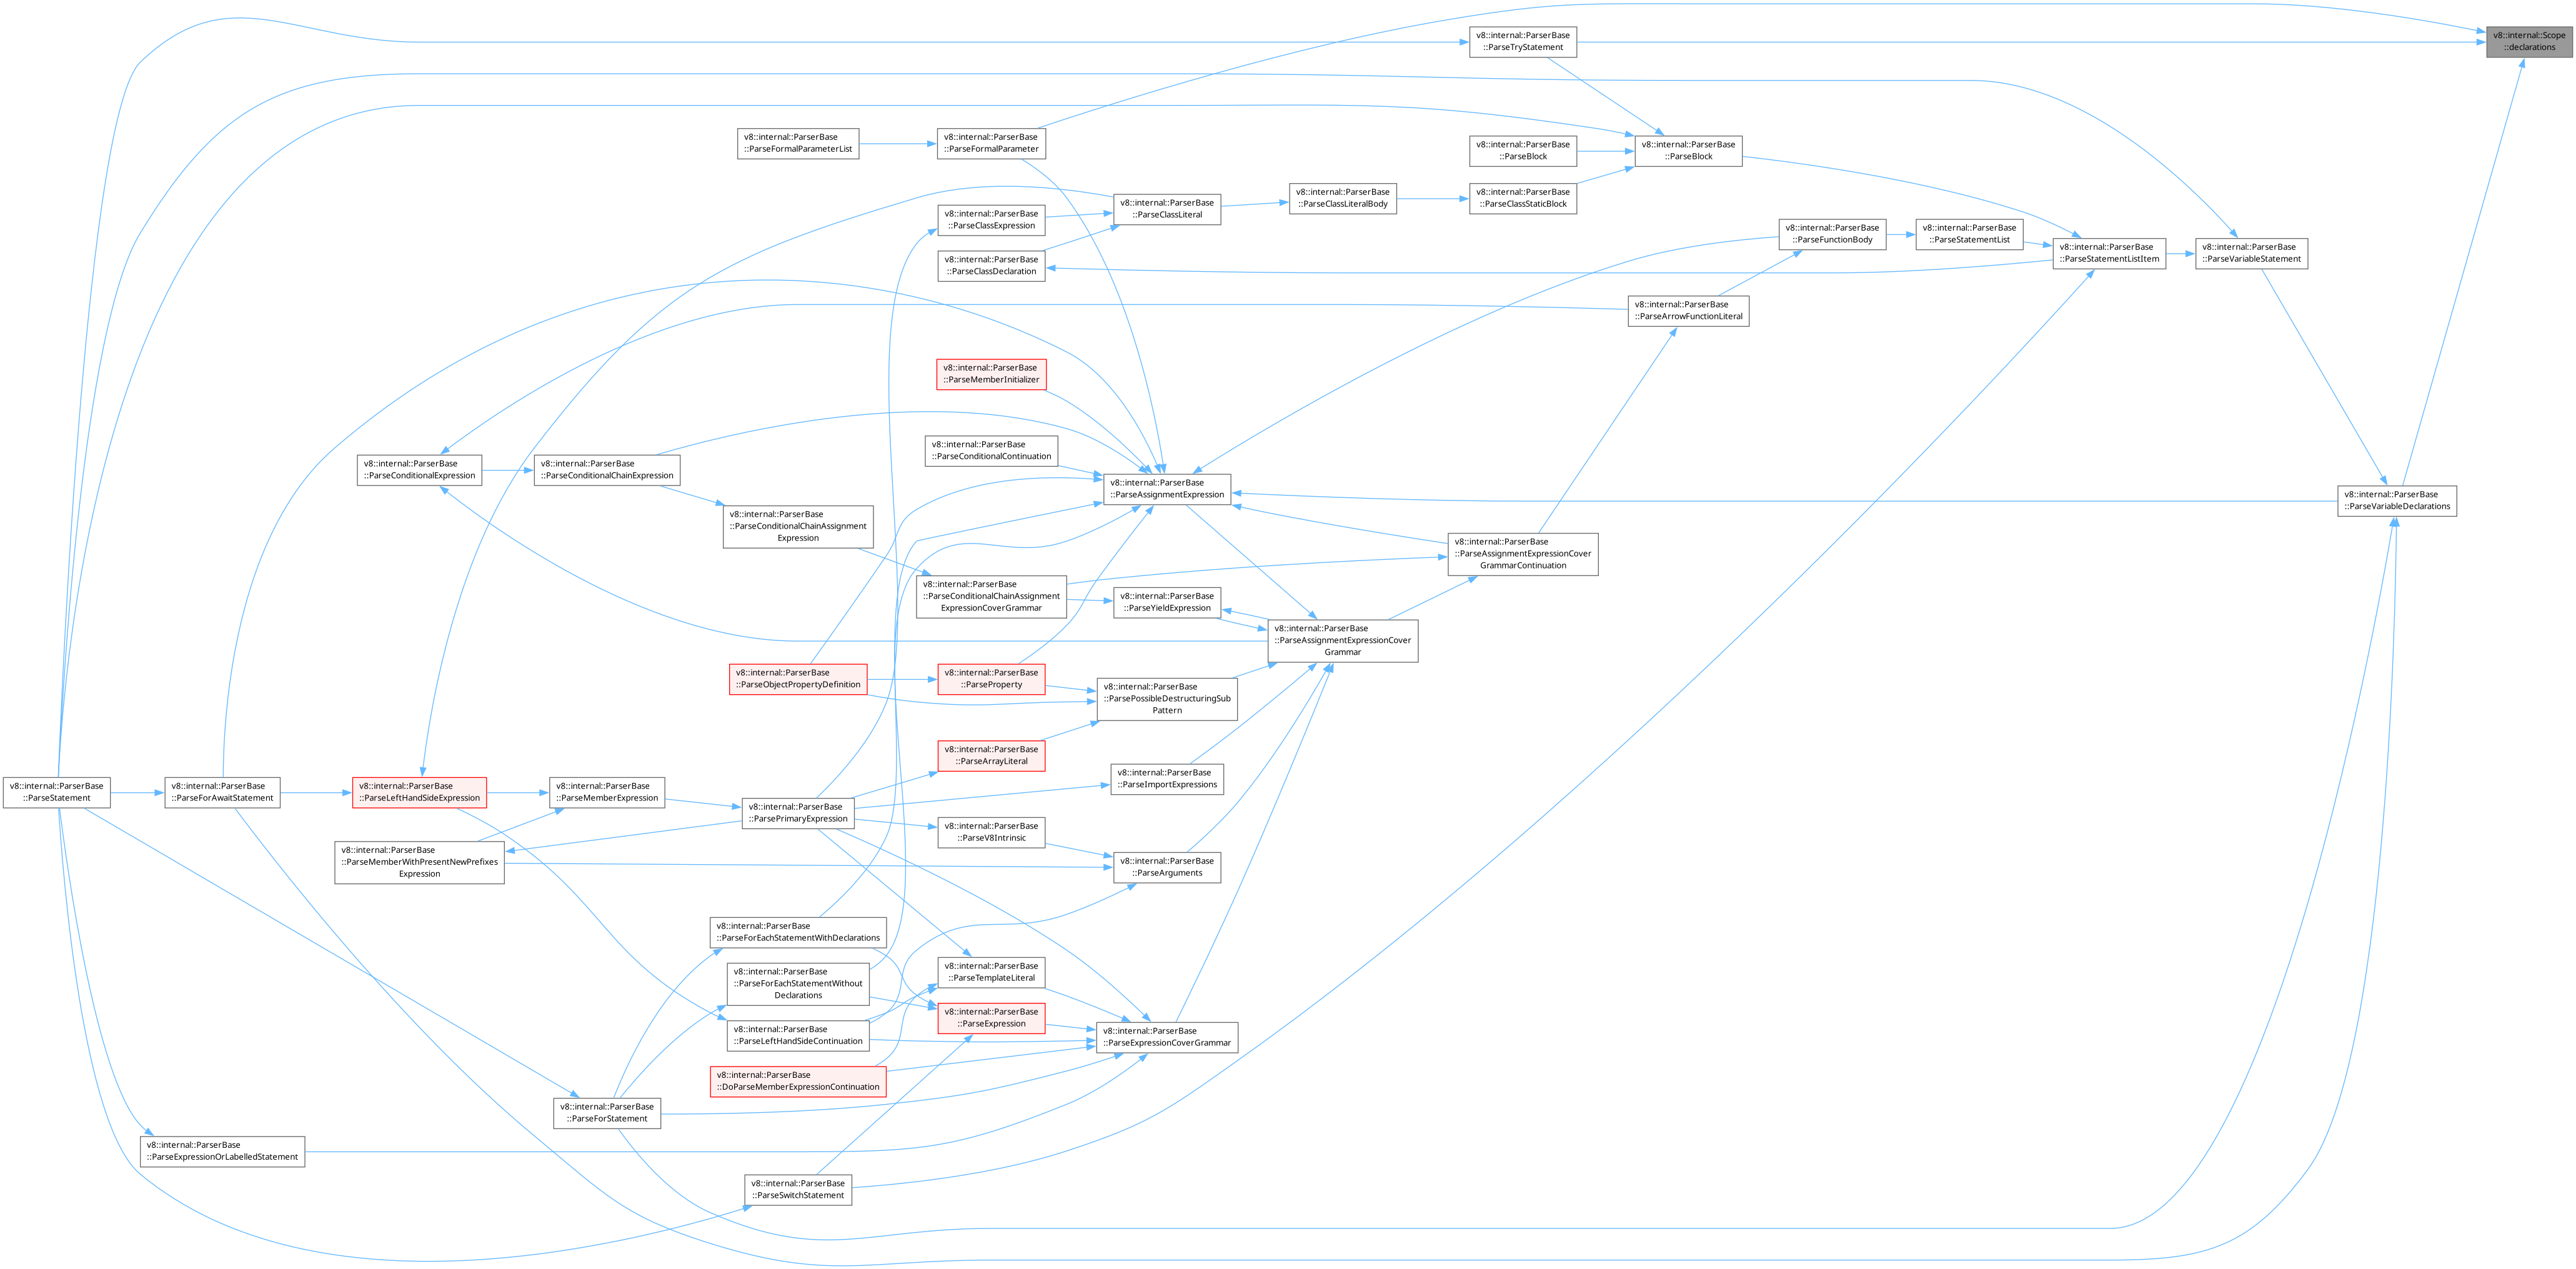 v8::internal::Scope
::declarations
v8::internal::ParserBase
::ParseTryStatement
v8::internal::ParserBase
::ParseFormalParameterList
v8::internal::ParserBase
::ParseFormalParameter
v8::internal::ParserBase
::ParseBlock
v8::internal::ParserBase
::ParseBlock
v8::internal::ParserBase
::ParseClassStaticBlock
v8::internal::ParserBase
::ParseClassLiteralBody
v8::internal::ParserBase
::ParseClassLiteral
v8::internal::ParserBase
::ParseClassExpression
v8::internal::ParserBase
::ParseClassDeclaration
v8::internal::ParserBase
::ParseFunctionBody
v8::internal::ParserBase
::ParseStatementList
v8::internal::ParserBase
::ParseStatementListItem
v8::internal::ParserBase
::ParseVariableStatement
v8::internal::ParserBase
::ParseArrowFunctionLiteral
v8::internal::ParserBase
::ParseMemberInitializer
v8::internal::ParserBase
::ParseConditionalContinuation
v8::internal::ParserBase
::ParseConditionalExpression
v8::internal::ParserBase
::ParseConditionalChainExpression
v8::internal::ParserBase
::ParseAssignmentExpression
v8::internal::ParserBase
::ParseVariableDeclarations
v8::internal::ParserBase
::ParseConditionalChainAssignment
Expression
v8::internal::ParserBase
::ParseAssignmentExpressionCover
GrammarContinuation
v8::internal::ParserBase
::ParseConditionalChainAssignment
ExpressionCoverGrammar
v8::internal::ParserBase
::ParseYieldExpression
v8::internal::ParserBase
::ParseAssignmentExpressionCover
Grammar
v8::internal::ParserBase
::ParseObjectPropertyDefinition
v8::internal::ParserBase
::ParseProperty
v8::internal::ParserBase
::ParsePossibleDestructuringSub
Pattern
v8::internal::ParserBase
::ParseArrayLiteral
v8::internal::ParserBase
::ParseImportExpressions
v8::internal::ParserBase
::ParseStatement
v8::internal::ParserBase
::ParseForAwaitStatement
v8::internal::ParserBase
::ParseLeftHandSideExpression
v8::internal::ParserBase
::ParseMemberExpression
v8::internal::ParserBase
::ParsePrimaryExpression
v8::internal::ParserBase
::ParseV8Intrinsic
v8::internal::ParserBase
::ParseMemberWithPresentNewPrefixes
Expression
v8::internal::ParserBase
::ParseArguments
v8::internal::ParserBase
::ParseForEachStatementWithDeclarations
v8::internal::ParserBase
::ParseForEachStatementWithout
Declarations
v8::internal::ParserBase
::ParseTemplateLiteral
v8::internal::ParserBase
::ParseExpression
v8::internal::ParserBase
::ParseLeftHandSideContinuation
v8::internal::ParserBase
::ParseExpressionCoverGrammar
v8::internal::ParserBase
::DoParseMemberExpressionContinuation
v8::internal::ParserBase
::ParseForStatement
v8::internal::ParserBase
::ParseExpressionOrLabelledStatement
v8::internal::ParserBase
::ParseSwitchStatement